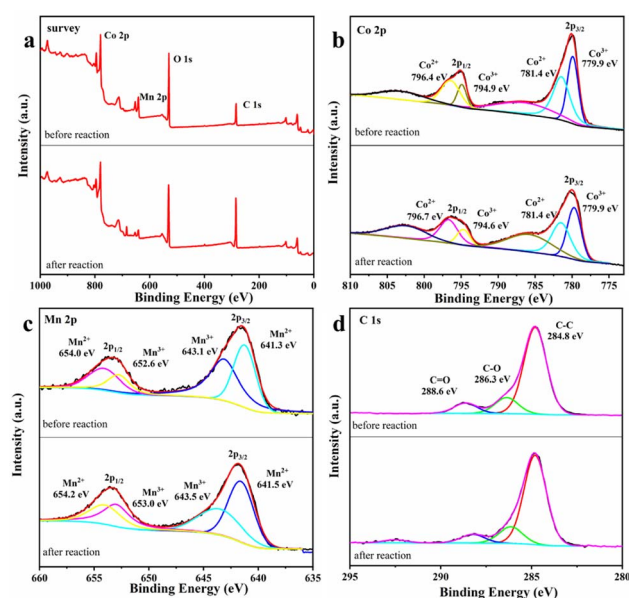 a
survey
Co 2p
O 1s
Mn 2p
C 1s
before reaction
after reaction
Intensity (a.u.)
1000 800 600 400 200 0
Binding Energy (eV)
b
Co 2p
2p3/2
Co3+
779.9 eV
Co2+
781.4 eV
2p1/2
Co2+
796.4 eV
Co3+
794.9 eV
before reaction
2p3/2
Co3+
779.9 eV
Co2+
781.4 eV
2p1/2
Co2+
796.7 eV
Co3+
794.6 eV
after reaction
Intensity (a.u.)
810 800 790 780
Binding Energy (eV)
c
Mn 2p
2p3/2
Mn2+
641.3 eV
Mn3+
643.1 eV
2p1/2
Mn2+
654.0 eV
Mn3+
652.6 eV
before reaction
2p3/2
Mn2+
641.5 eV
Mn3+
643.5 eV
2p1/2
Mn2+
654.2 eV
Mn3+
653.0 eV
after reaction
Intensity (a.u.)
660 655 650 645 640 635
Binding Energy (eV)
d
C 1s
C-C
284.8 eV
C-O
286.3 eV
C=O
288.6 eV
before reaction
after reaction
Intensity (a.u.)
295 290 285 280
Binding Energy (eV)